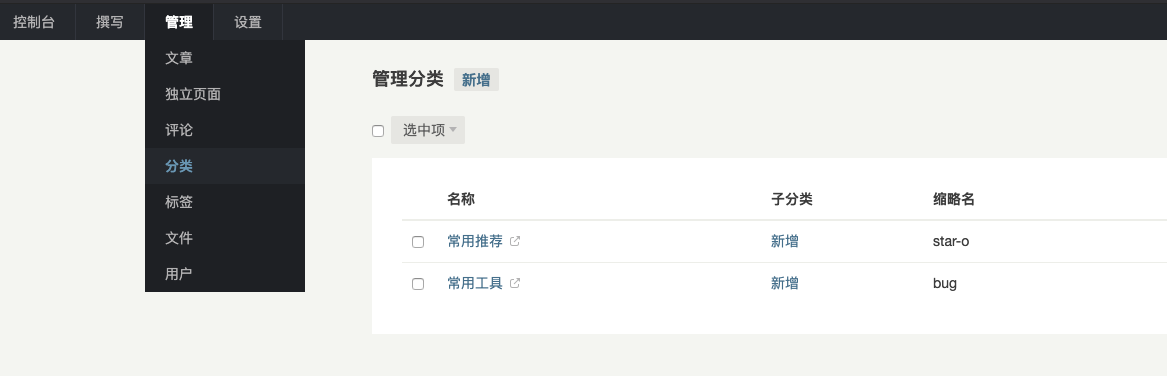 控制台 撰写 管理 设置
文章
独立页面
评论
分类
标签
文件
用户
管理分类 新增
选中项
名称 子分类 缩略名
常用推荐 新增 star-o
常用工具 新增 bug